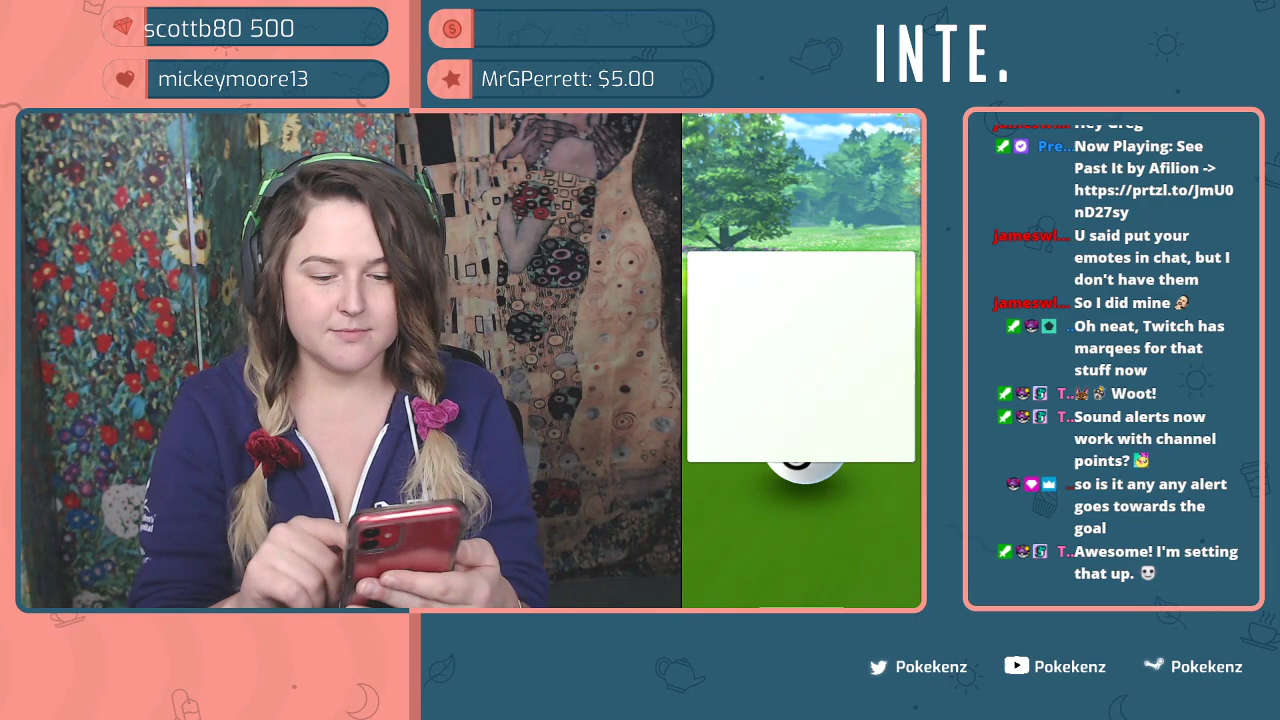 scottb80 500
mickeymoore13
MrGPerrett: $5.00
INTE.
Hey Greg
Pre... Now Playing: See
Past It by Afilion ->
https://prtzl.to/JmU0
nD27sy
jameswl... U said put your
emotes in chat, but I
don't have them
jameswl... So I did mine
Oh neat, Twitch has
marqees for that
stuff now
T... Woot!
T... Sound alerts now
work with channel
points?
so is it any any alert
goes towards the
goal
T... Awesome! I'm setting
that up.
Pokekenz
Pokekenz
Pokekenz